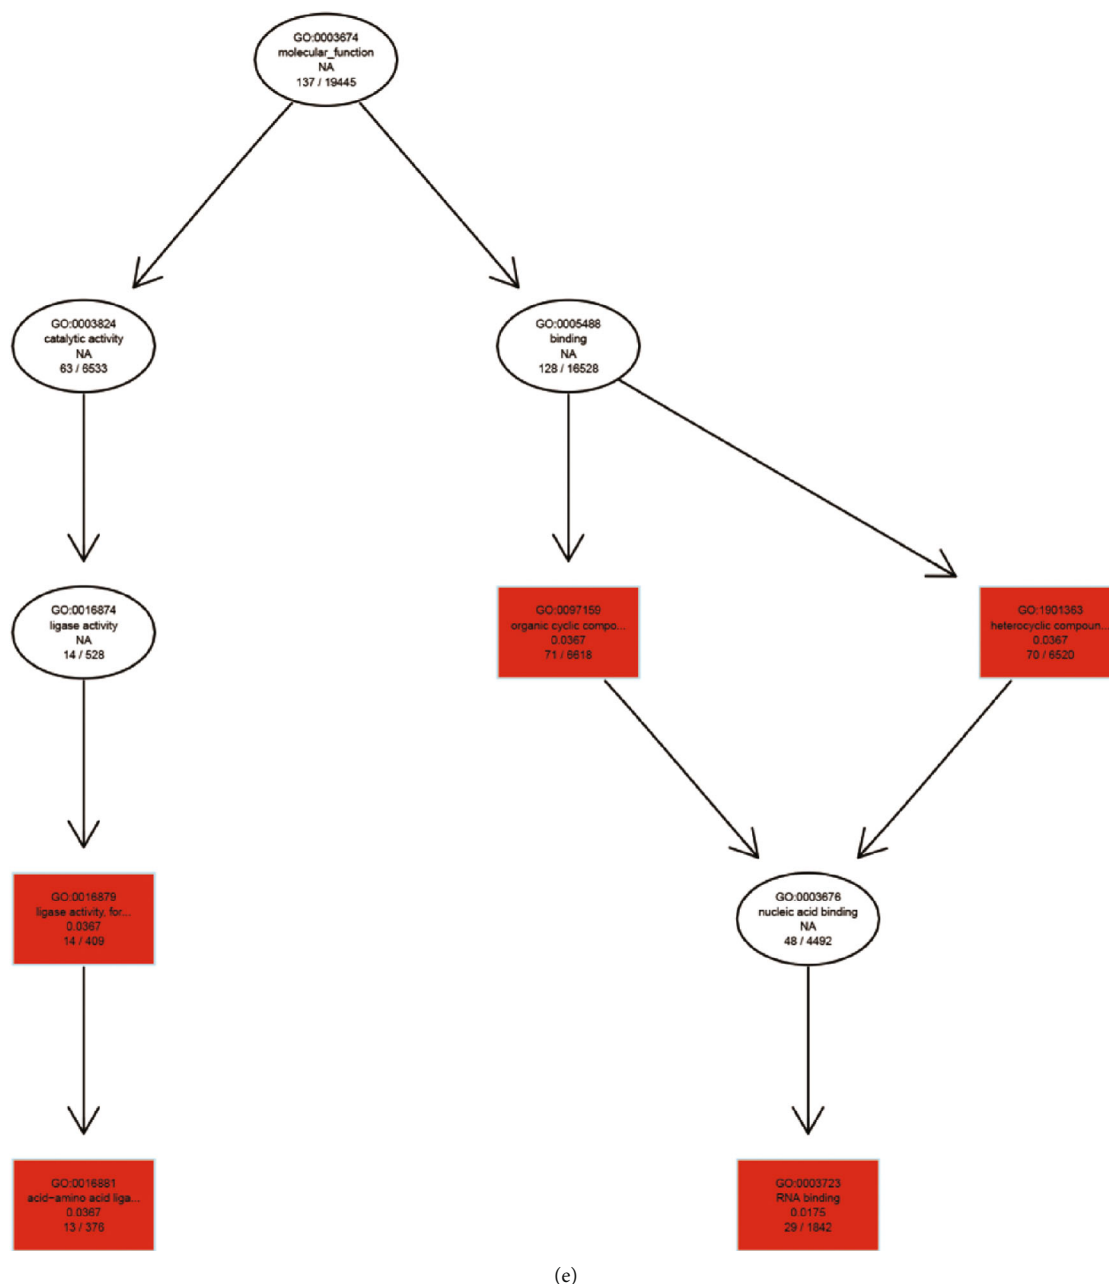 GO:0003674
molecular_function
NA
137 / 19445
GO:0003824
catalytic activity
NA
63 / 6533
GO:0005488
binding
NA
128 / 16528
GO:0016874
ligase activity
NA
14 / 528
GO:0097159
organic cyclic compo...
0.0367
71 / 6618
GO:1901363
heterocyclic compoun...
0.0367
70 / 6520
GO:0016879
ligase activity, for...
0.0367
14 / 409
GO:0003676
nucleic acid binding
NA
48 / 4492
GO:0016881
acid−amino acid liga...
0.0367
13 / 376
GO:0003723
RNA binding
0.0175
29 / 1842
(e)